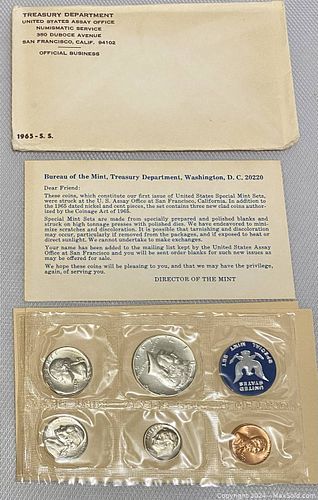 TREASURY DEPARTMENT
UNITED STATES ASSAY OFFICE
NUMISMATIC SERVICE
350 DUBOCE AVENUE
SAN FRANCISCO, CALIF. 94102
OFFICIAL BUSINESS
1965-S. S.
Bureau of the Mint, Treasury Department, Washington, D. C. 20220
Dear Friend:
These coins, which constitute our first issue of United States Special Mint Sets,
were struck at the U. S. Assay Office at San Francisco, California. In addition to
the 1965 dated nickel and cent pieces, the set contains three new clad coins author-
ized by the Coinage Act of 1965.
Special Mint Sets are made from specially prepared and polished blanks and
struck on high tonnage presses with polished dies. We have endeavored to mini-
mize scratches and discoloration. It is possible that tarnishing and discoloration
may occur, particularly if removed from the packages, and if exposed to heat or
direct sunlight. We cannot undertake to make exchanges.
Your name has been added to the mailing list kept by the United States Assay
Office at San Francisco and you will be sent order blanks for such new issues as
may be offered for sale.
We hope these coins will be pleasing to you, and that we may have the privilege,
again, of serving you.
DIRECTOR OF THE MINT
SPECIAL MINT SET
UNITED
STATES
Copyright 2024 - MaxSold.com